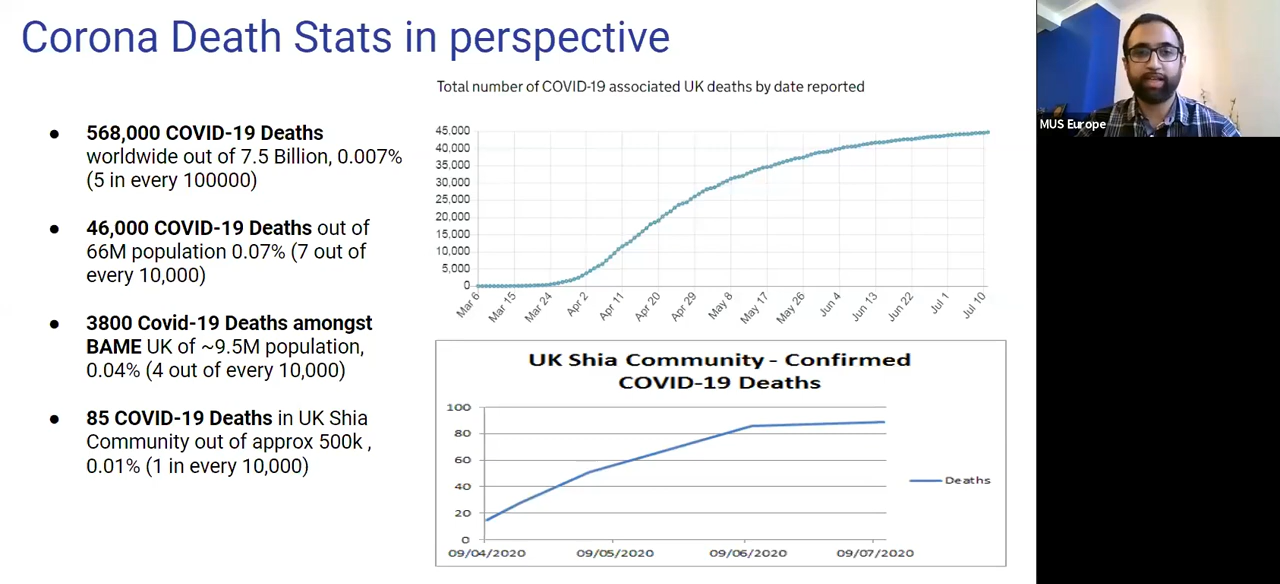 Corona Death Stats in perspective
● 568,000 COVID-19 Deaths
worldwide out of 7.5 Billion, 0.007%
(5 in every 100000)
● 46,000 COVID-19 Deaths out of
66M population 0.07% (7 out of
every 10,000)
● 3800 Covid-19 Deaths amongst
BAME UK of ~9.5M population,
0.04% (4 out of every 10,000)
● 85 COVID-19 Deaths in UK Shia
Community out of approx 500k ,
0.01% (1 in every 10,000)
Total number of COVID-19 associated UK deaths by date reported
45,000
40,000
35,000
30,000
25,000
20,000
15,000
10,000
5,000
0
Mar 6
Mar 15
Mar 24
Apr 2
Apr 11
Apr 20
Apr 29
May 8
May 17
May 26
Jun 4
Jun 13
Jun 22
Jul 1
Jul 10
UK Shia Community - Confirmed
COVID-19 Deaths
100
80
60
40
20
0
09/04/2020
09/05/2020
09/06/2020
09/07/2020
Deaths
MUS Europe